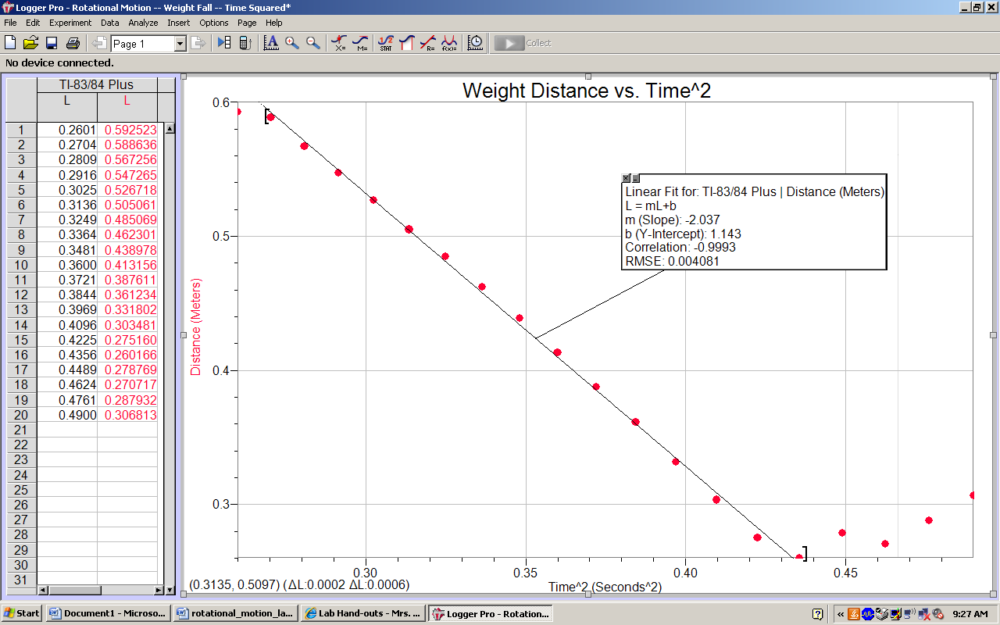 Logger Pro - Rotational Motion -- Weight Fall -- Time Squared*
File Edit Experiment Data Analyze Insert Options Page Help
Page 1
X= M= 1/2 STAT R= f(x)=
Collect
No device connected.
TI-83/84 Plus
L L
1 0.2601 0.592523
2 0.2704 0.588636
3 0.2809 0.567256
4 0.2916 0.547265
5 0.3025 0.526718
6 0.3136 0.505061
7 0.3249 0.485069
8 0.3364 0.462301
9 0.3481 0.438978
10 0.3600 0.413156
11 0.3721 0.387611
12 0.3844 0.361234
13 0.3969 0.331802
14 0.4096 0.303481
15 0.4225 0.275160
16 0.4356 0.260166
17 0.4489 0.278769
18 0.4624 0.270717
19 0.4761 0.287932
20 0.4900 0.306813
21
22
23
24
25
26
27
28
29
30
31
Weight Distance vs. Time^2
0.6
0.5
0.4
0.3
Distance (Meters)
Linear Fit for: TI-83/84 Plus | Distance (Meters)
L = mL+b
m (Slope): -2.037
b (Y-Intercept): 1.143
Correlation: -0.9993
RMSE: 0.004081
0.30 0.35 0.40 0.45
(0.3135, 0.5097) (ΔL:0.0002 ΔL:0.0006)
Time^2 (Seconds^2)
Start
Document1 - Microso...
rotational_motion_la...
Lab Hand-outs - Mrs. ...
Logger Pro - Rotation...
9:27 AM